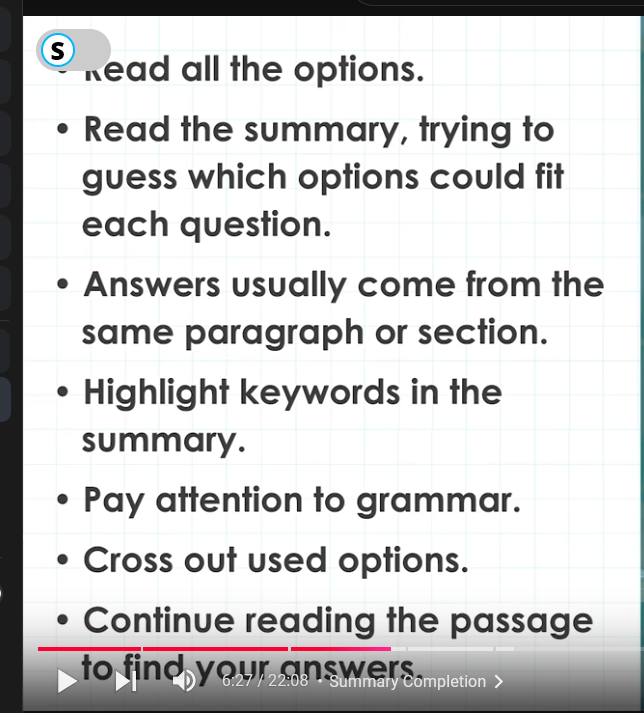 S
• Read all the options.
• Read the summary, trying to
guess which options could fit
each question.
• Answers usually come from the
same paragraph or section.
• Highlight keywords in the
summary.
• Pay attention to grammar.
• Cross out used options.
• Continue reading the passage
to find your answers.
6:27 / 22:08 • Summary Completion >